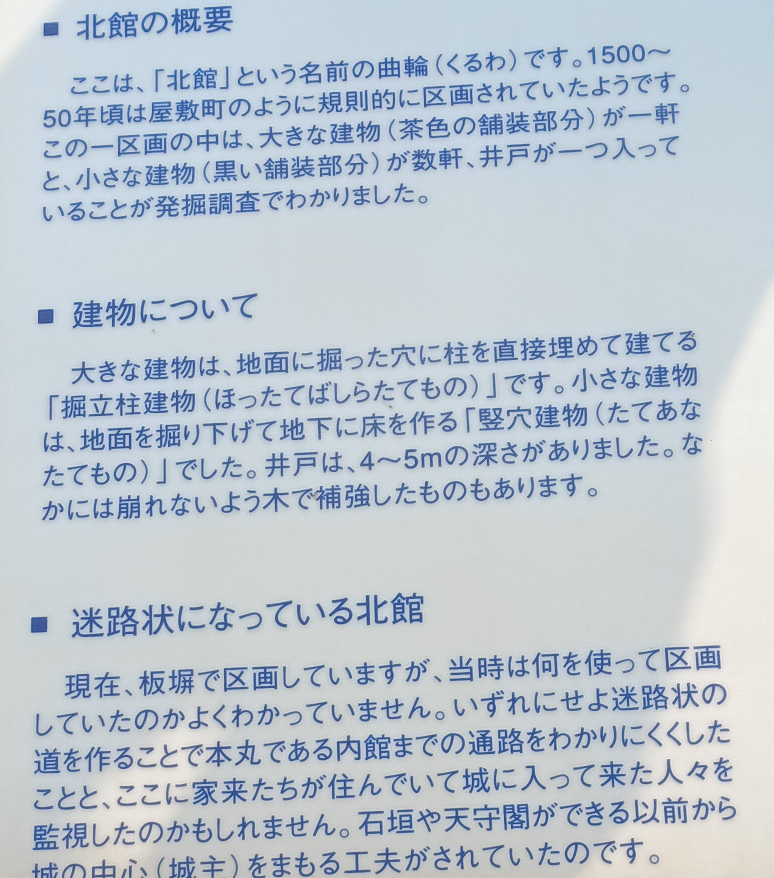 ■ 北館の概要
ここは、「北館」という名前の曲輪(くるわ)です。1500〜
50年頃は屋敷町のように規則的に区画されていたようです。
この一区画の中は、大きな建物(茶色の舗装部分)が一軒
と、小さな建物(黒い舗装部分)が数軒、井戸が一つ入って
いることが発掘調査でわかりました。
■ 建物について
大きな建物は、地面に掘った穴に柱を直接埋めて建てる
「掘立柱建物(ほったてばしらたてもの)」です。小さな建物
は、地面を掘り下げて地下に床を作る「竪穴建物(たてあな
たてもの)」でした。井戸は、4〜5mの深さがありました。な
かには崩れないよう木で補強したものもあります。
■ 迷路状になっている北館
現在、板塀で区画していますが、当時は何を使って区画
していたのかよくわかっていません。いずれにせよ迷路状の
道を作ることで本丸である内館までの通路をわかりにくくした
ことと、ここに家来たちが住んでいて城に入って来た人々を
監視したのかもしれません。石垣や天守閣ができる以前から
城の中心(城主)をまもる工夫がされていたのです。